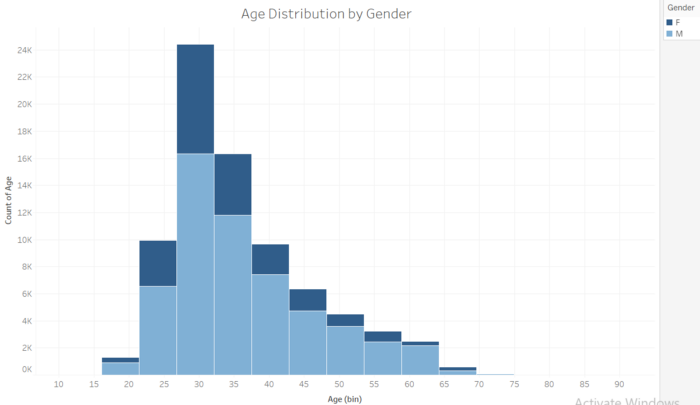 Age Distribution by Gender
Gender
F
M
Count of Age
24K
22K
20K
18K
16K
14K
12K
10K
8K
6K
4K
2K
0K
10 15 20 25 30 35 40 45 50 55 60 65 70 75 80 85 90
Age (bin)
Activate Windows